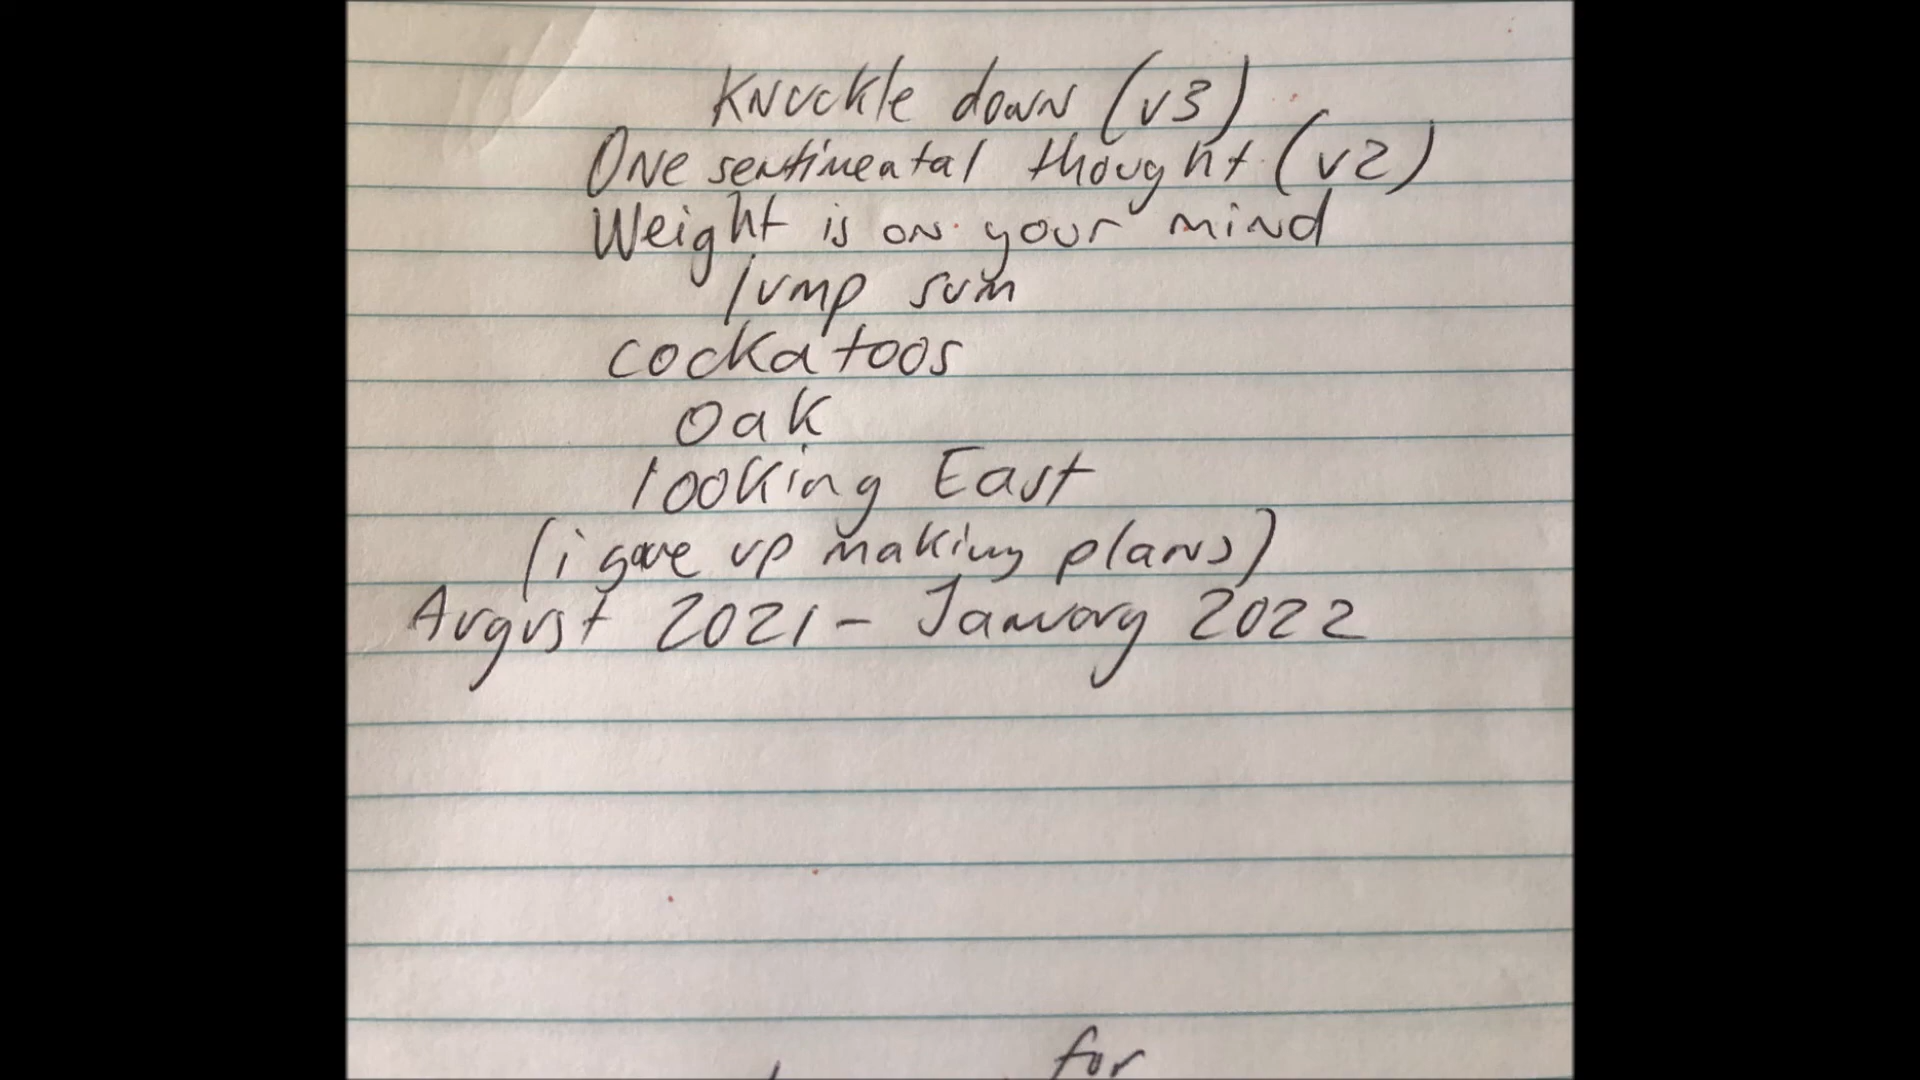 Knuckle down (v3)
One sentimental thought (v2)
Weight is on your mind
lump sum
cockatoos
Oak
looking East
(i gave up making plans)
August 2021 - January 2022
for